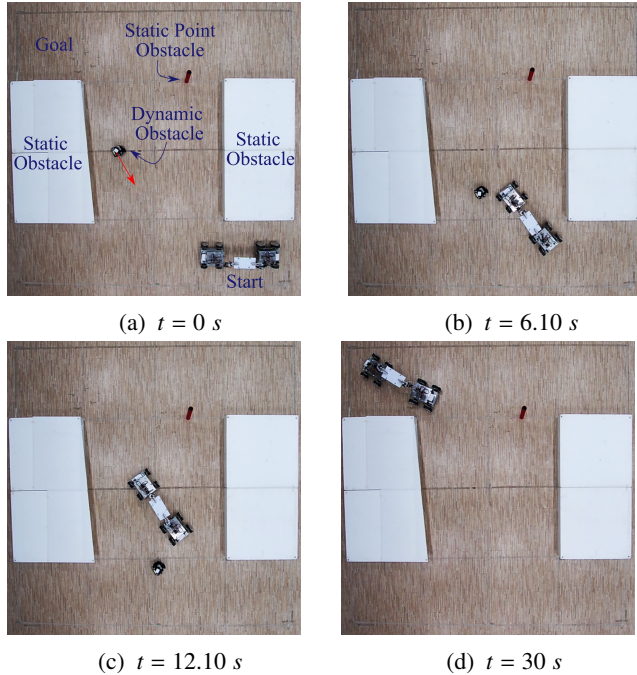 Goal
Static Point
Obstacle
Dynamic
Obstacle
Static
Obstacle
Static
Obstacle
Start
(a) t = 0 s
(b) t = 6.10 s
(c) t = 12.10 s
(d) t = 30 s